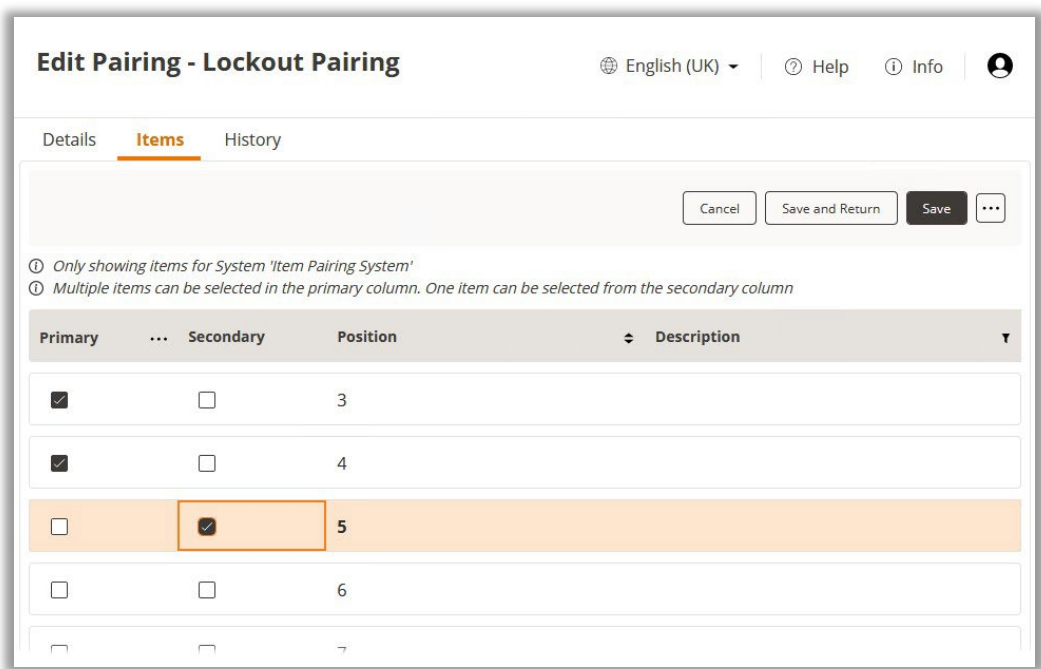 Edit Pairing - Lockout Pairing English (UK) Help Info
Details Items History
Cancel Save and Return Save ...
Only showing items for System 'Item Pairing System'
Multiple items can be selected in the primary column. One item can be selected from the secondary column
Primary ... Secondary Position Description
3
4
5
6